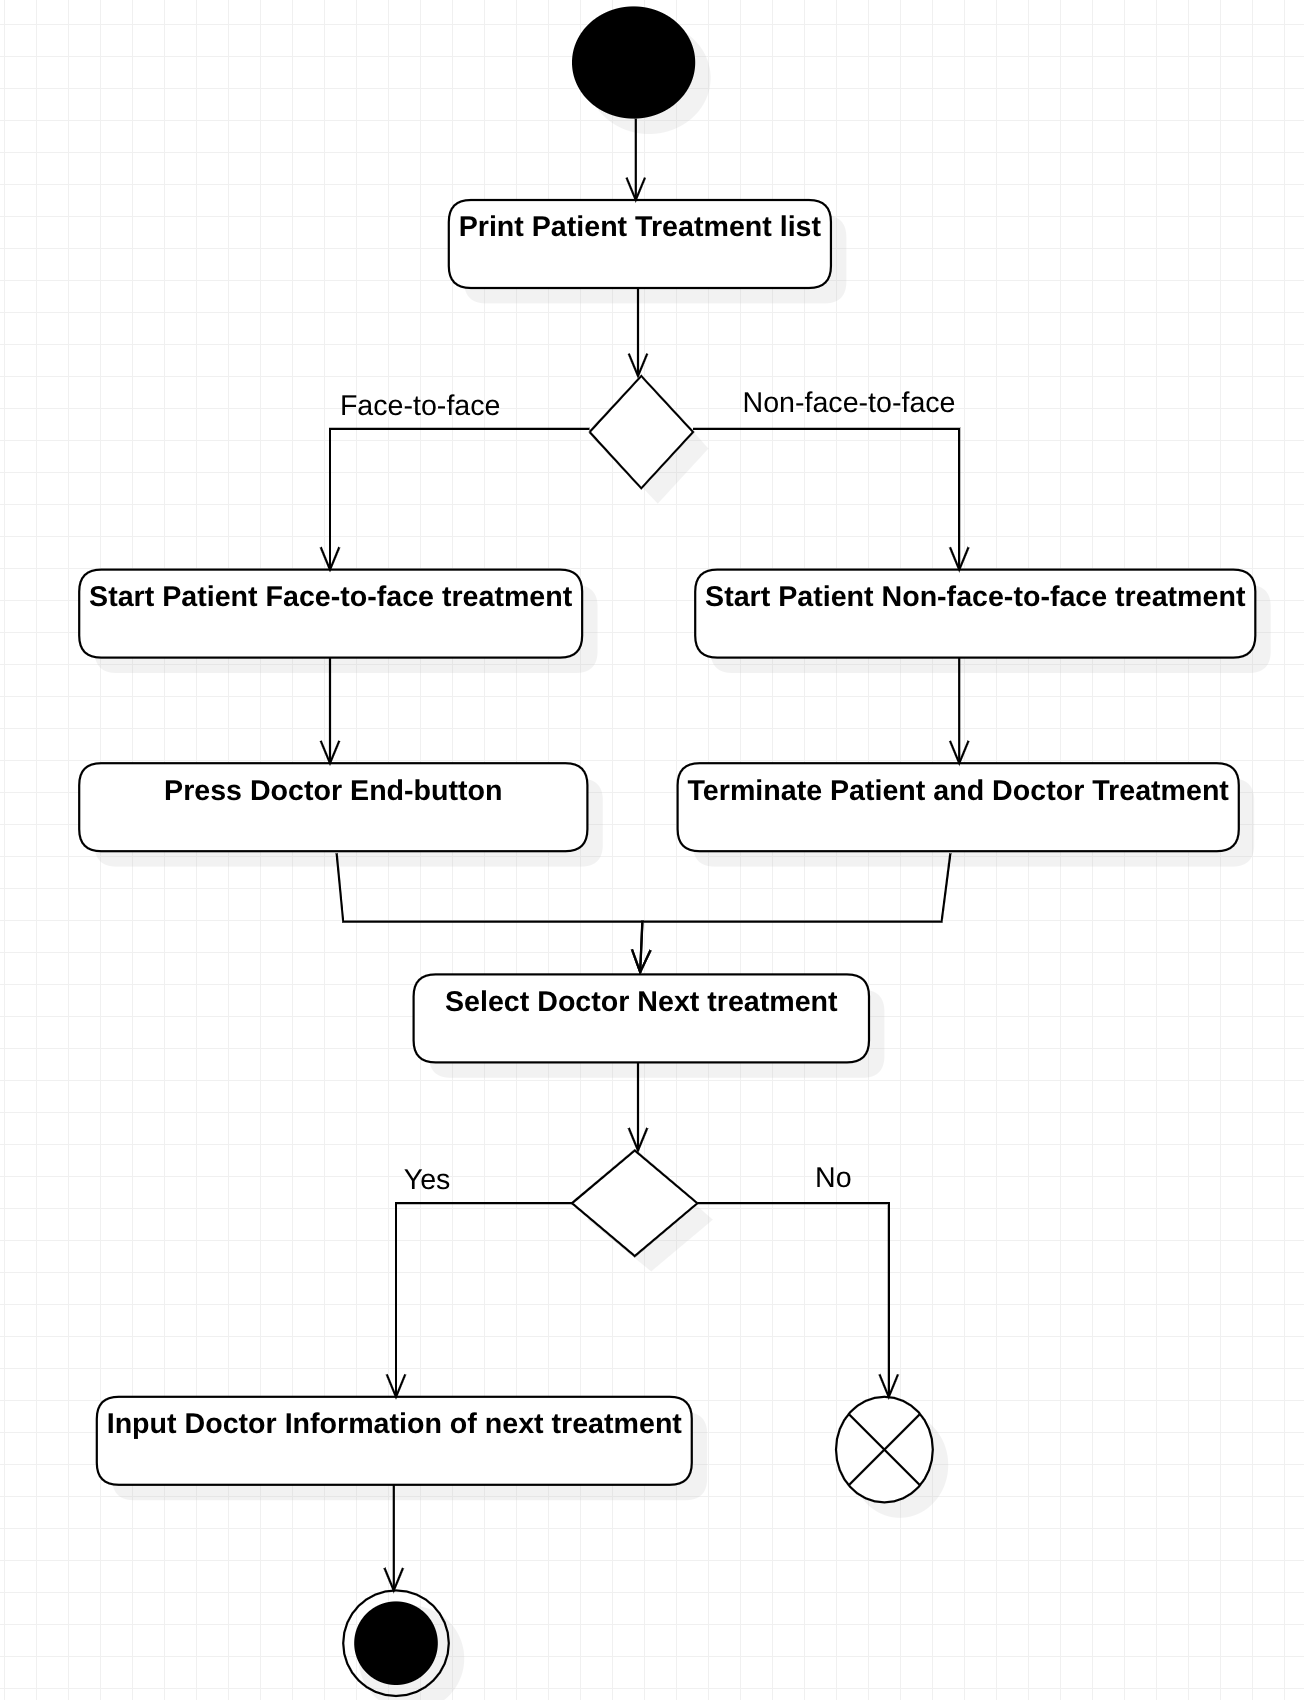 Print Patient Treatment list
Face-to-face
Non-face-to-face
Start Patient Face-to-face treatment
Start Patient Non-face-to-face treatment
Press Doctor End-button
Terminate Patient and Doctor Treatment
Select Doctor Next treatment
Yes
No
Input Doctor Information of next treatment